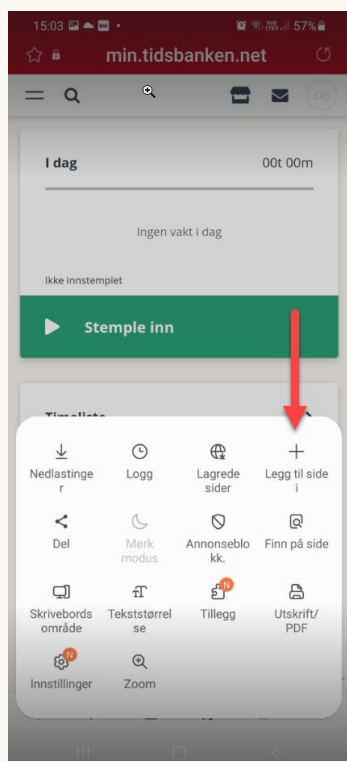 15:03 57%
min.tidsbanken.net
OB
I dag 00t 00m
Ingen vakt i dag
Ikke innstemplet
Stemple inn
Timeliste
Nedlastinge
r
Logg
Lagrede
sider
Legg til side
i
Del
Mørk
modus
Annonseblo
kk.
Finn på side
Skrivebords
område
Tekststørrel
se
N
Tillegg
Utskrift/
PDF
N
Innstillinger
Zoom